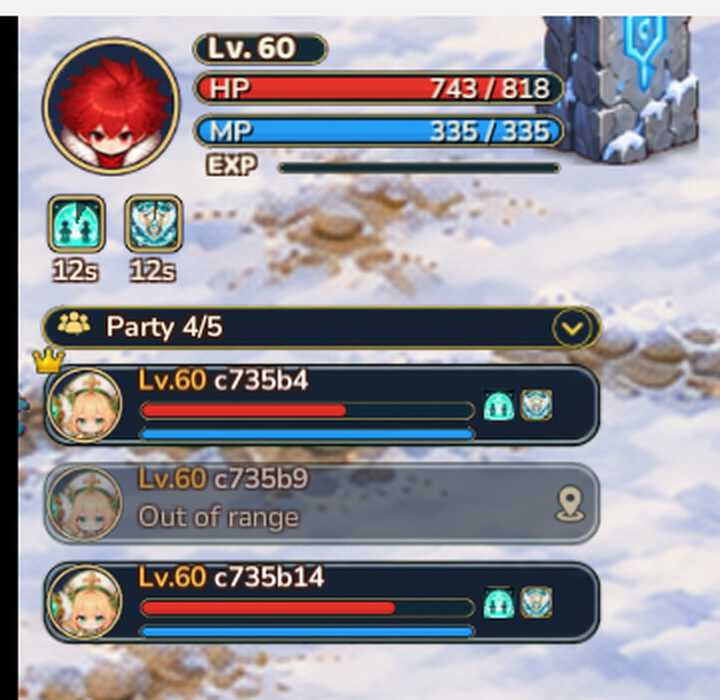 Lv. 60
HP 743 / 818
MP 335 / 335
EXP
12s 12s
Party 4/5
Lv.60 c735b4
Lv.60 c735b9
Out of range
Lv.60 c735b14